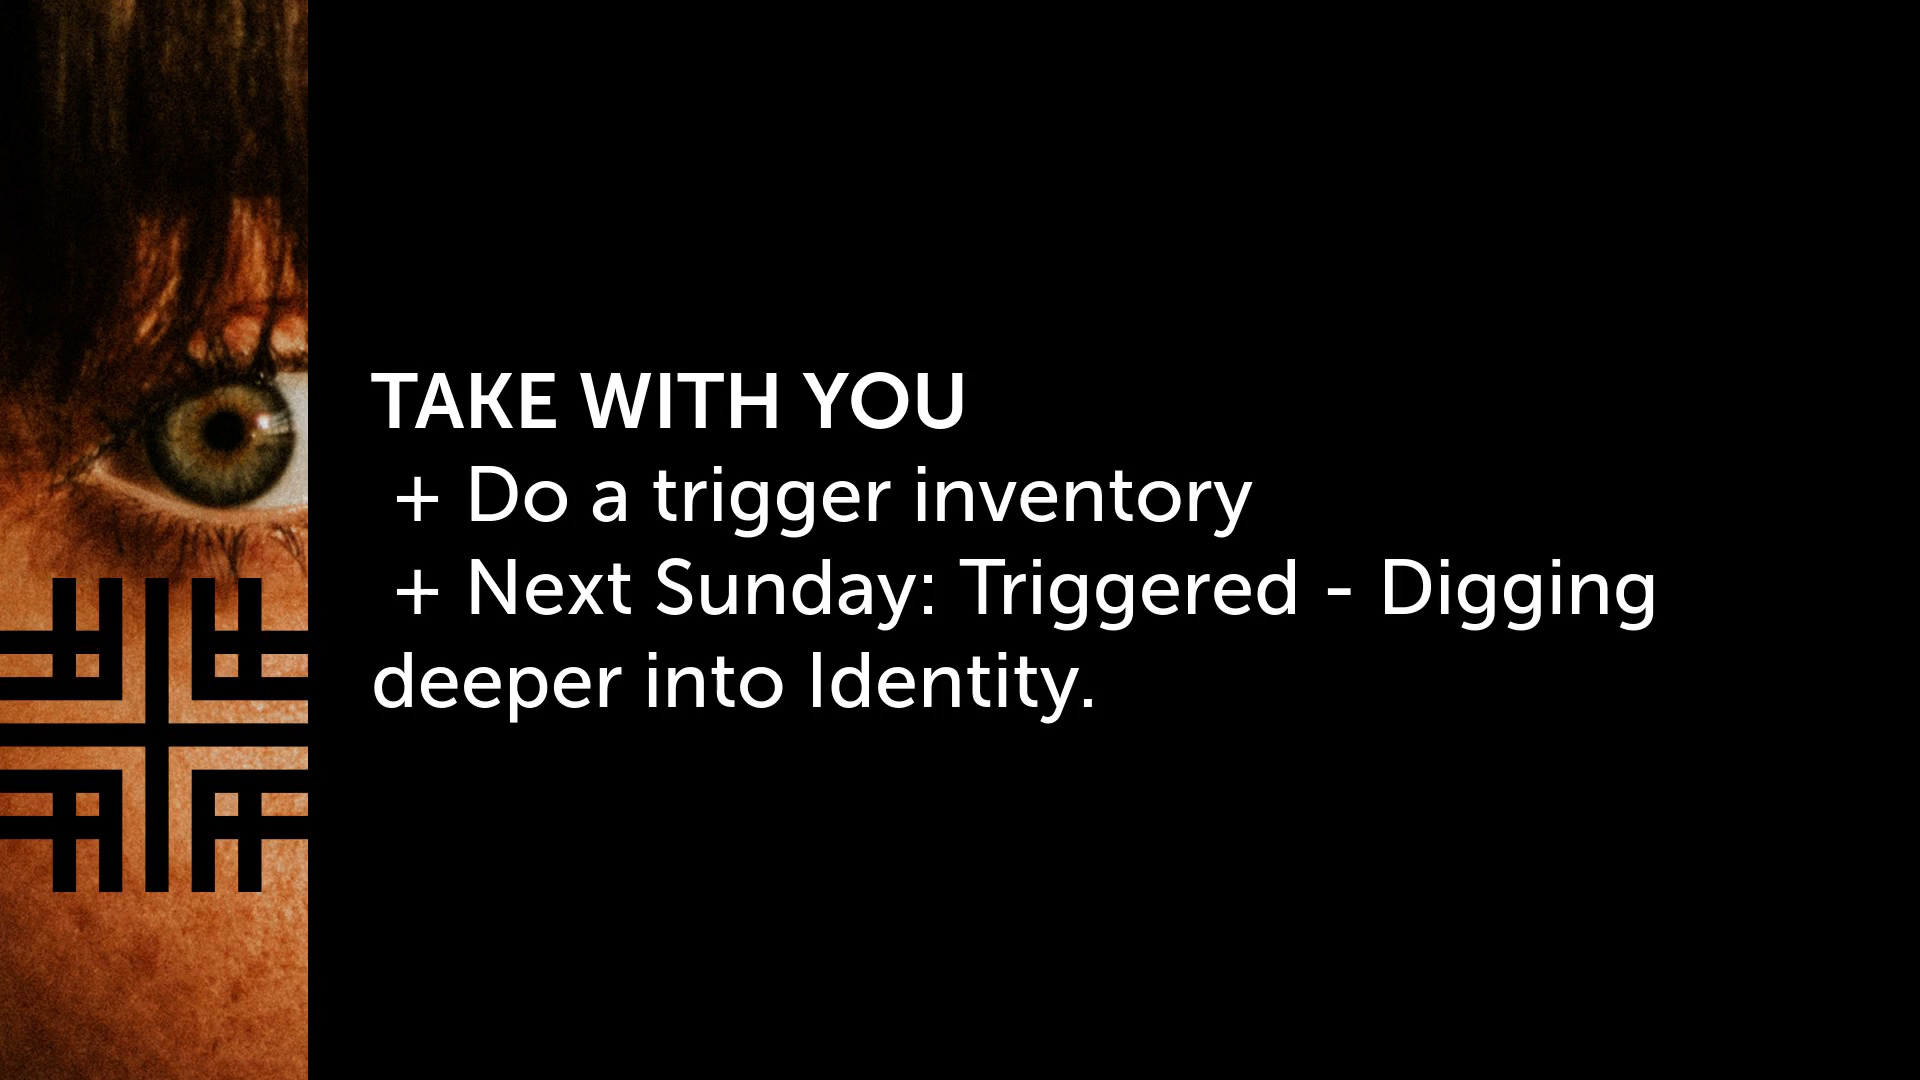 TAKE WITH YOU
+ Do a trigger inventory
+ Next Sunday: Triggered - Digging
deeper into Identity.